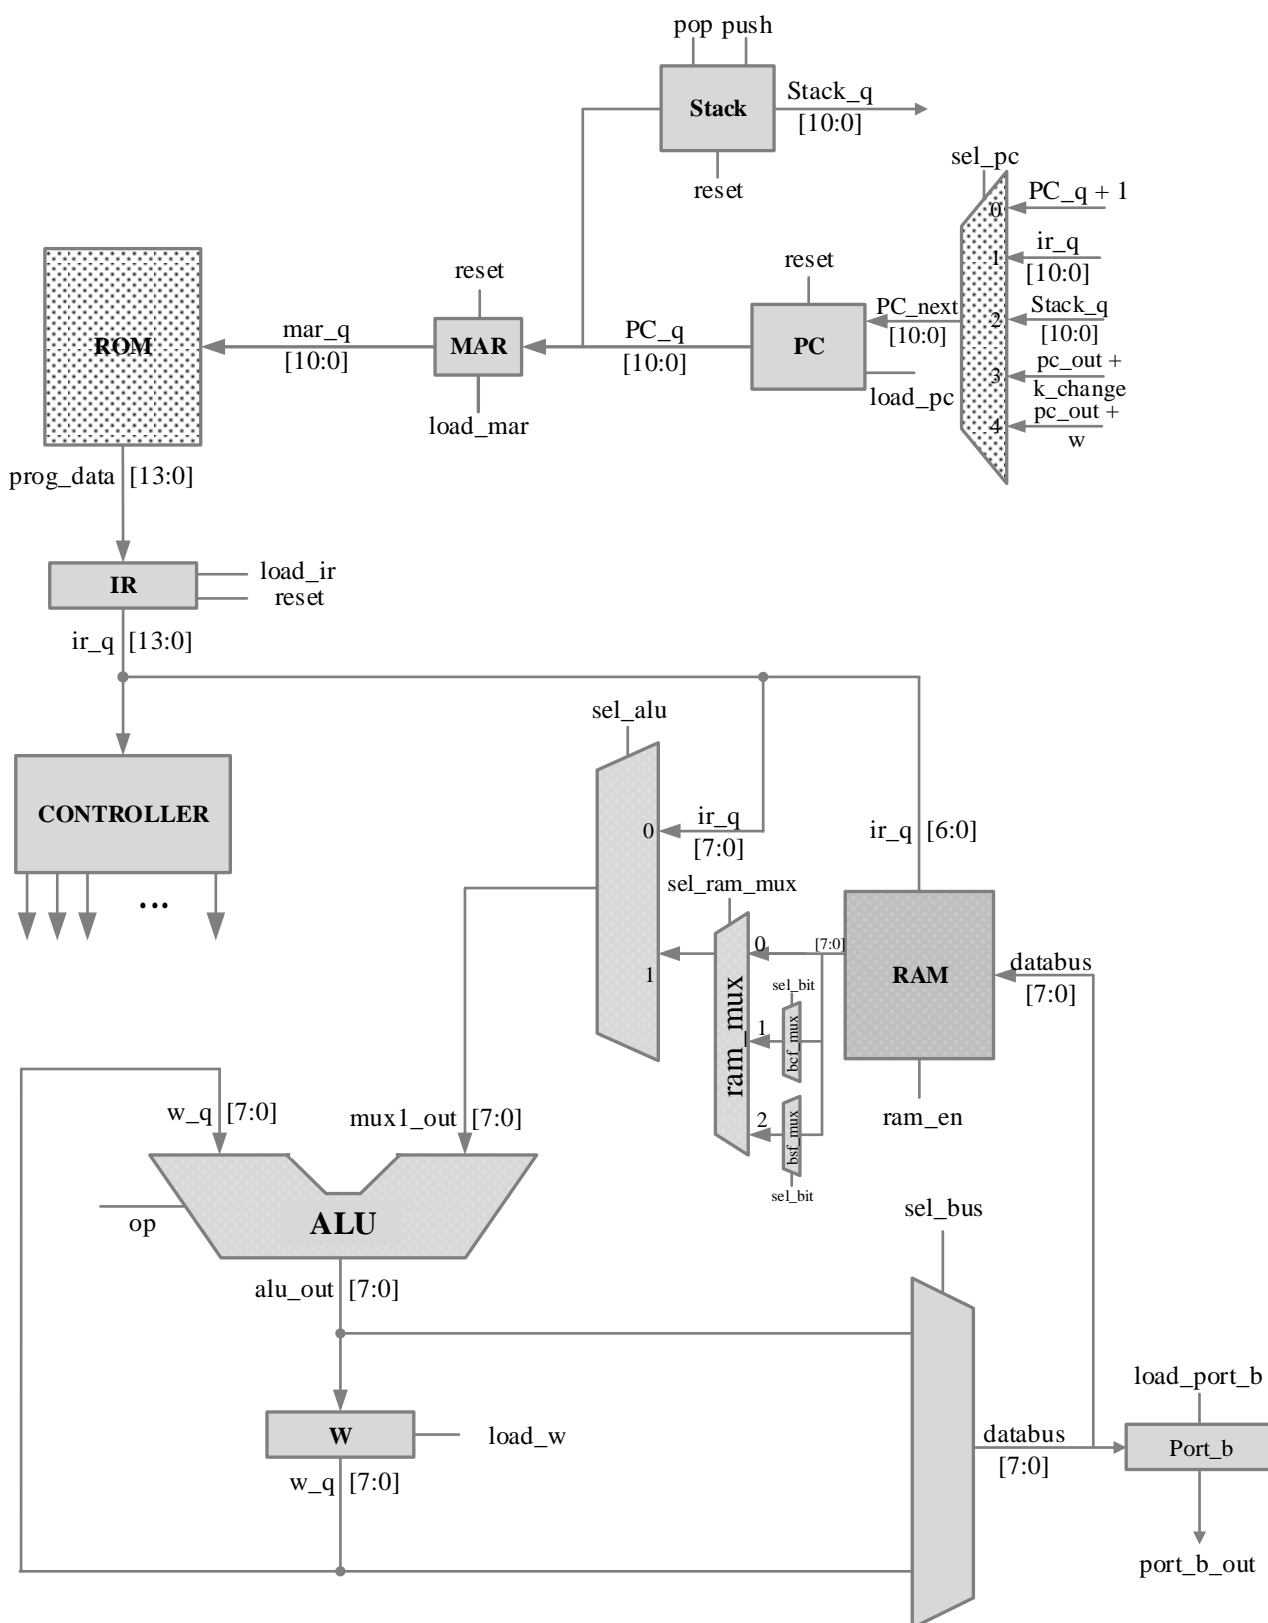 pop push
Stack
Stack_q
[10:0]
reset
sel_pc
0
PC_q + 1
1
ir_q
[10:0]
2
Stack_q
[10:0]
3
pc_out +
k_change
4
pc_out +
w
PC_next
[10:0]
reset
PC
load_pc
PC_q
[10:0]
reset
MAR
load_mar
mar_q
[10:0]
ROM
prog_data [13:0]
IR
load_ir
reset
ir_q [13:0]
CONTROLLER
...
sel_alu
0
ir_q
[7:0]
1
sel_ram_mux
ram_mux
0
[7:0]
1
sel_bit
bcf_mux
2
bsf_mux
sel_bit
ir_q [6:0]
RAM
databus
[7:0]
ram_en
w_q [7:0]
mux1_out [7:0]
op
ALU
alu_out [7:0]
sel_bus
W
load_w
w_q [7:0]
databus
[7:0]
load_port_b
Port_b
port_b_out